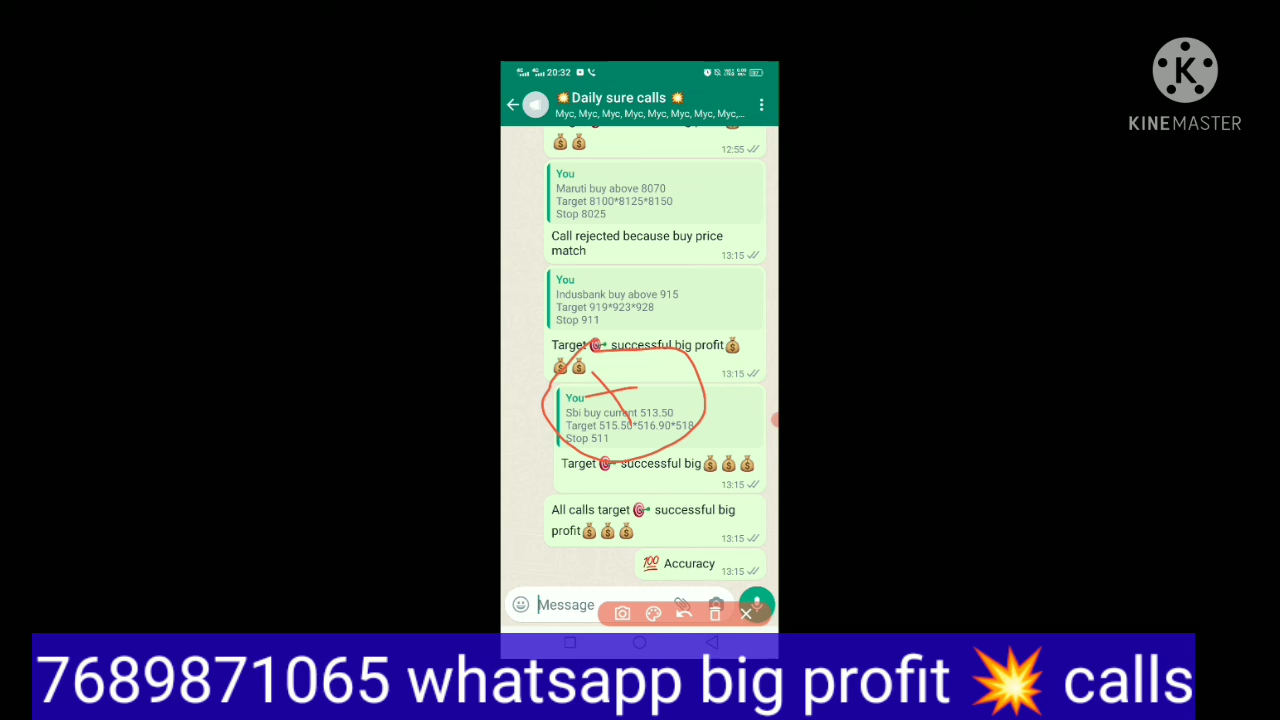 20:32
💥Daily sure calls 💥
Myc, Myc, Myc, Myc, Myc, Myc, Myc, Myc,...
💰💰
12:55
You
Maruti buy above 8070
Target 8100*8125*8150
Stop 8025
Call rejected because buy price
match
13:15
You
Indusbank buy above 915
Target 919*923*928
Stop 911
Target 🎯 successful big profit💰
💰💰
13:15
You
Sbi buy current 513.50
Target 515.50*516.90*518
Stop 511
Target 🎯 successful big💰💰💰
13:15
All calls target 🎯 successful big
profit💰💰💰
13:15
💯 Accuracy
13:15
Message
K
KINEMASTER
7689871065 whatsapp big profit 💥 calls